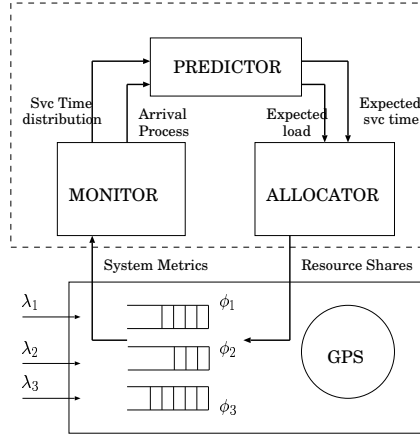 PREDICTOR
Svc Time
distribution
Arrival
Process
Expected
load
Expected
svc time
MONITOR
ALLOCATOR
System Metrics
Resource Shares
λ1
ϕ1
λ2
ϕ2
GPS
λ3
ϕ3